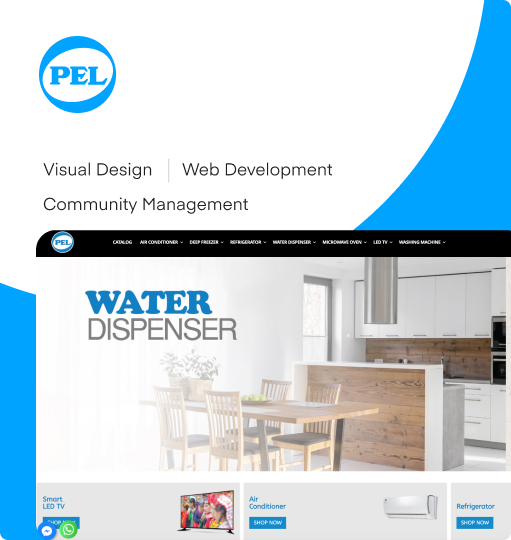 PEL
Visual Design | Web Development
Community Management
PEL
CATALOG AIR CONDITIONER DEEP FREEZER REFRIGERATOR WATER DISPENSER MICROWAVE OVEN LED TV WASHING MACHINE
WATER
DISPENSER
Smart
LED TV
SHOP NOW
Air
Conditioner
SHOP NOW
Refrigerator
SHOP NOW